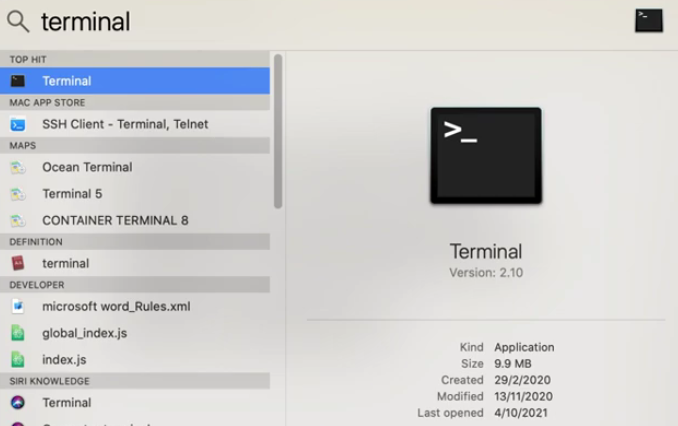 terminal
TOP HIT
Terminal
MAC APP STORE
SSH Client - Terminal, Telnet
MAPS
Ocean Terminal
Terminal 5
CONTAINER TERMINAL 8
DEFINITION
terminal
DEVELOPER
microsoft word_Rules.xml
global_index.js
index.js
SIRI KNOWLEDGE
Terminal
>_
Terminal
Version: 2.10
Kind Application
Size 9.9 MB
Created 29/2/2020
Modified 13/11/2020
Last opened 4/10/2021